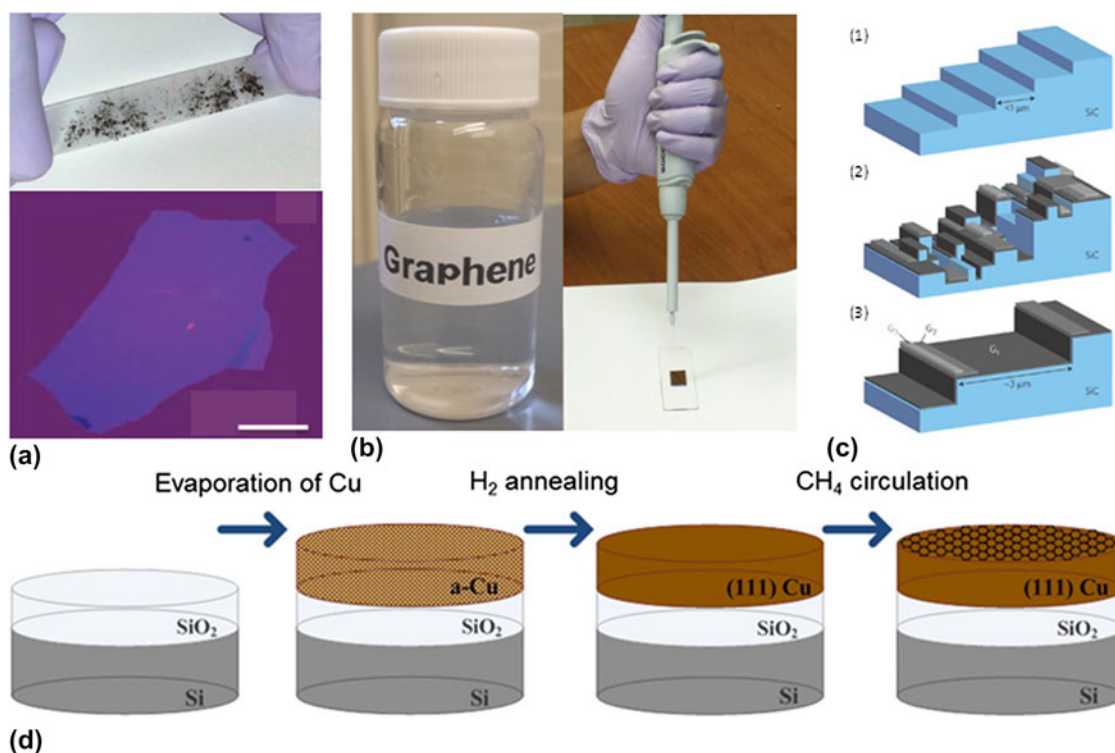 (a)
Graphene
(b)
(1)
<1 μm
SiC
(2)
SiC
(3)
G₂
G₁
~3 μm
SiC
(c)
Evaporation of Cu
H₂ annealing
CH₄ circulation
SiO₂
Si
a-Cu
SiO₂
Si
(111) Cu
SiO₂
Si
(111) Cu
SiO₂
Si
(d)